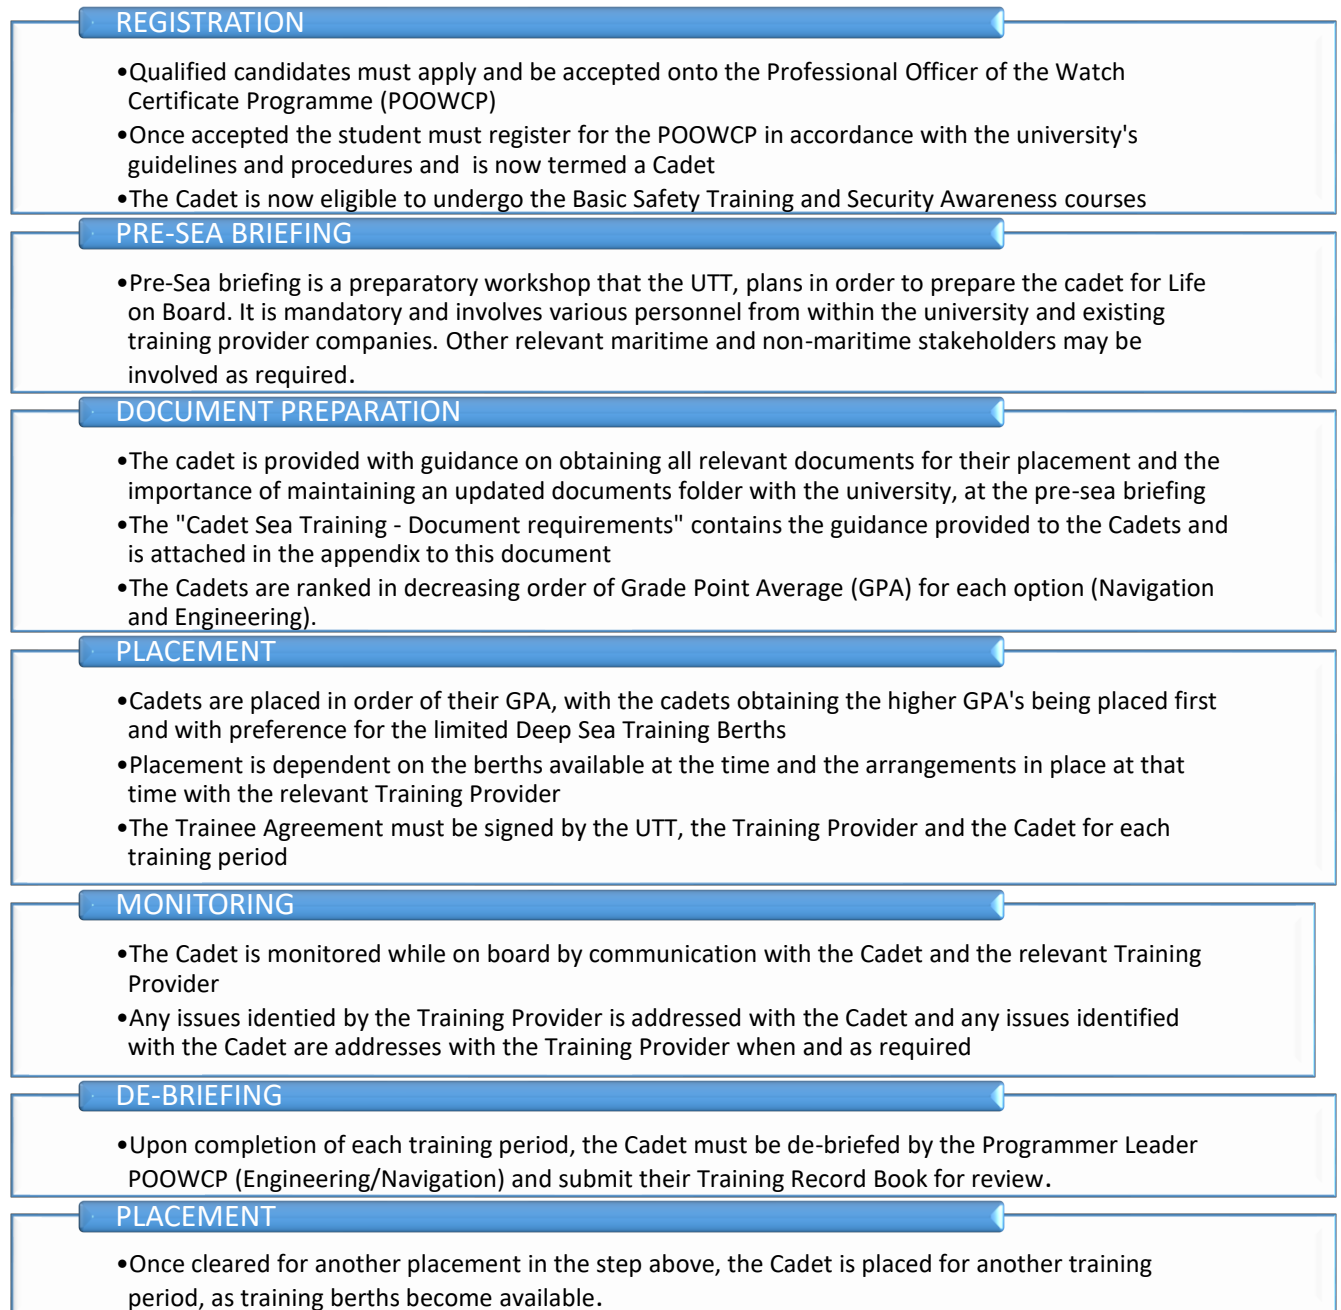 REGISTRATION
•Qualified candidates must apply and be accepted onto the Professional Officer of the Watch
Certificate Programme (POOWCP)
•Once accepted the student must register for the POOWCP in accordance with the university's
guidelines and procedures and  is now termed a Cadet
•The Cadet is now eligible to undergo the Basic Safety Training and Security Awareness courses
PRE-SEA BRIEFING
•Pre-Sea briefing is a preparatory workshop that the UTT, plans in order to prepare the cadet for Life
on Board. It is mandatory and involves various personnel from within the university and existing
training provider companies. Other relevant maritime and non-maritime stakeholders may be
involved as required.
DOCUMENT PREPARATION
•The cadet is provided with guidance on obtaining all relevant documents for their placement and the
importance of maintaining an updated documents folder with the university, at the pre-sea briefing
•The "Cadet Sea Training - Document requirements" contains the guidance provided to the Cadets and
is attached in the appendix to this document
•The Cadets are ranked in decreasing order of Grade Point Average (GPA) for each option (Navigation
and Engineering).
PLACEMENT
•Cadets are placed in order of their GPA, with the cadets obtaining the higher GPA's being placed first
and with preference for the limited Deep Sea Training Berths
•Placement is dependent on the berths available at the time and the arrangements in place at that
time with the relevant Training Provider
•The Trainee Agreement must be signed by the UTT, the Training Provider and the Cadet for each
training period
MONITORING
•The Cadet is monitored while on board by communication with the Cadet and the relevant Training
Provider
•Any issues identied by the Training Provider is addressed with the Cadet and any issues identified
with the Cadet are addresses with the Training Provider when and as required
DE-BRIEFING
•Upon completion of each training period, the Cadet must be de-briefed by the Programmer Leader
POOWCP (Engineering/Navigation) and submit their Training Record Book for review.
PLACEMENT
•Once cleared for another placement in the step above, the Cadet is placed for another training
period, as training berths become available.